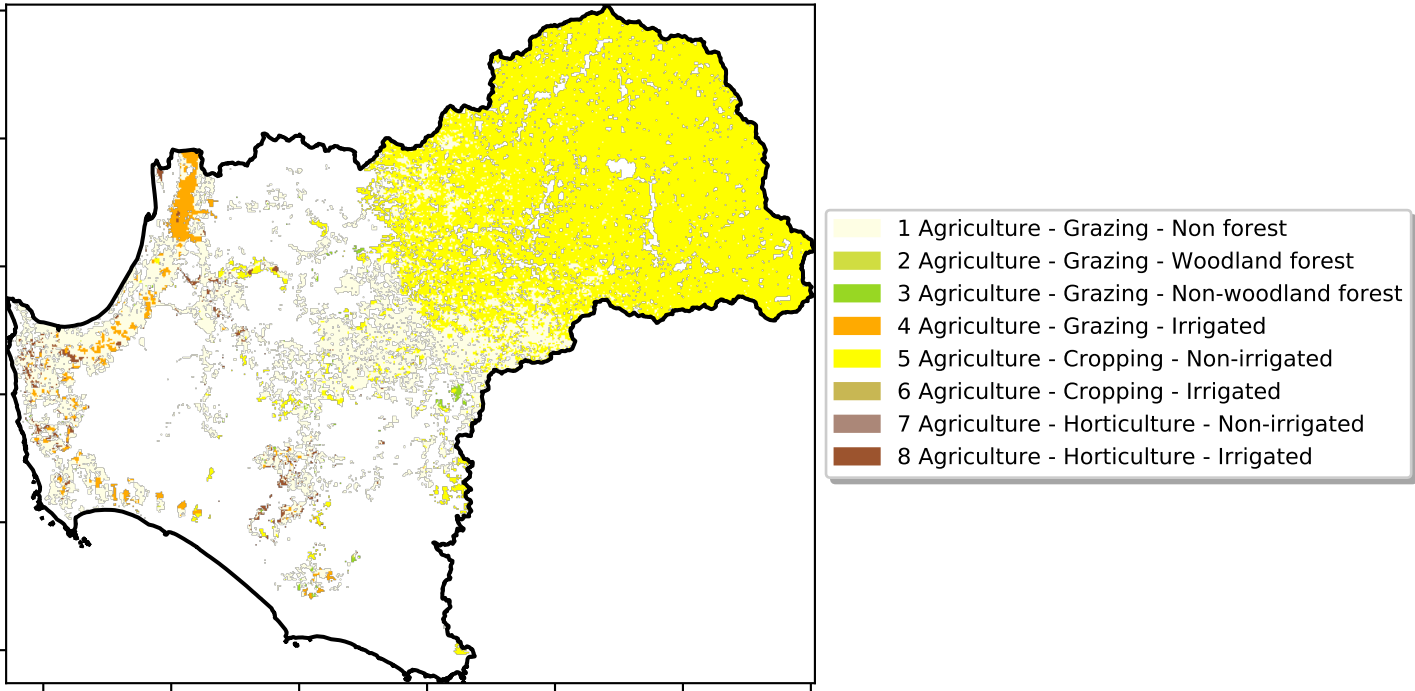 1 Agriculture - Grazing - Non forest
2 Agriculture - Grazing - Woodland forest
3 Agriculture - Grazing - Non-woodland forest
4 Agriculture - Grazing - Irrigated
5 Agriculture - Cropping - Non-irrigated
6 Agriculture - Cropping - Irrigated
7 Agriculture - Horticulture - Non-irrigated
8 Agriculture - Horticulture - Irrigated